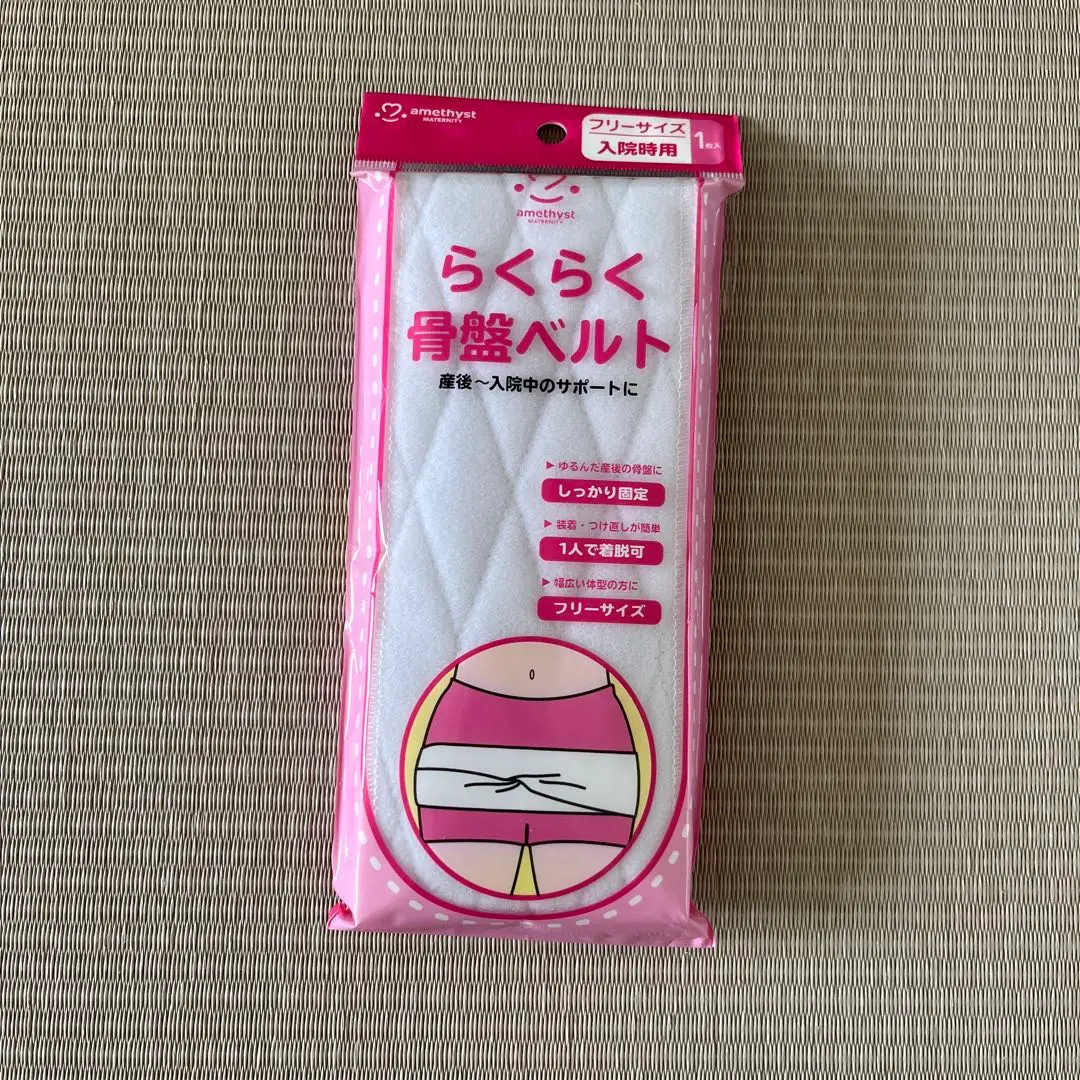 amethyst
MATERNITY
フリーサイズ
入院時用
1枚入
amethyst
MATERNITY
らくらく
骨盤ベルト
産後～入院中のサポートに
▶ ゆるんだ産後の骨盤に
しっかり固定
▶ 装着・つけ直しが簡単
1人で着脱可
▶ 幅広い体型の方に
フリーサイズ